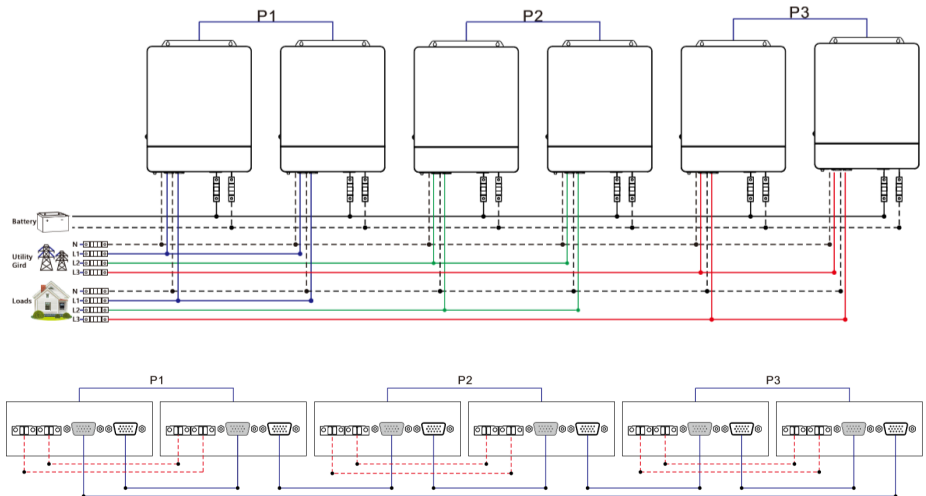 P1
P2
P3
Battery
N
L1
Utility
Gird
L2
L3
N
Loads
L1
L2
L3
P1
P2
P3